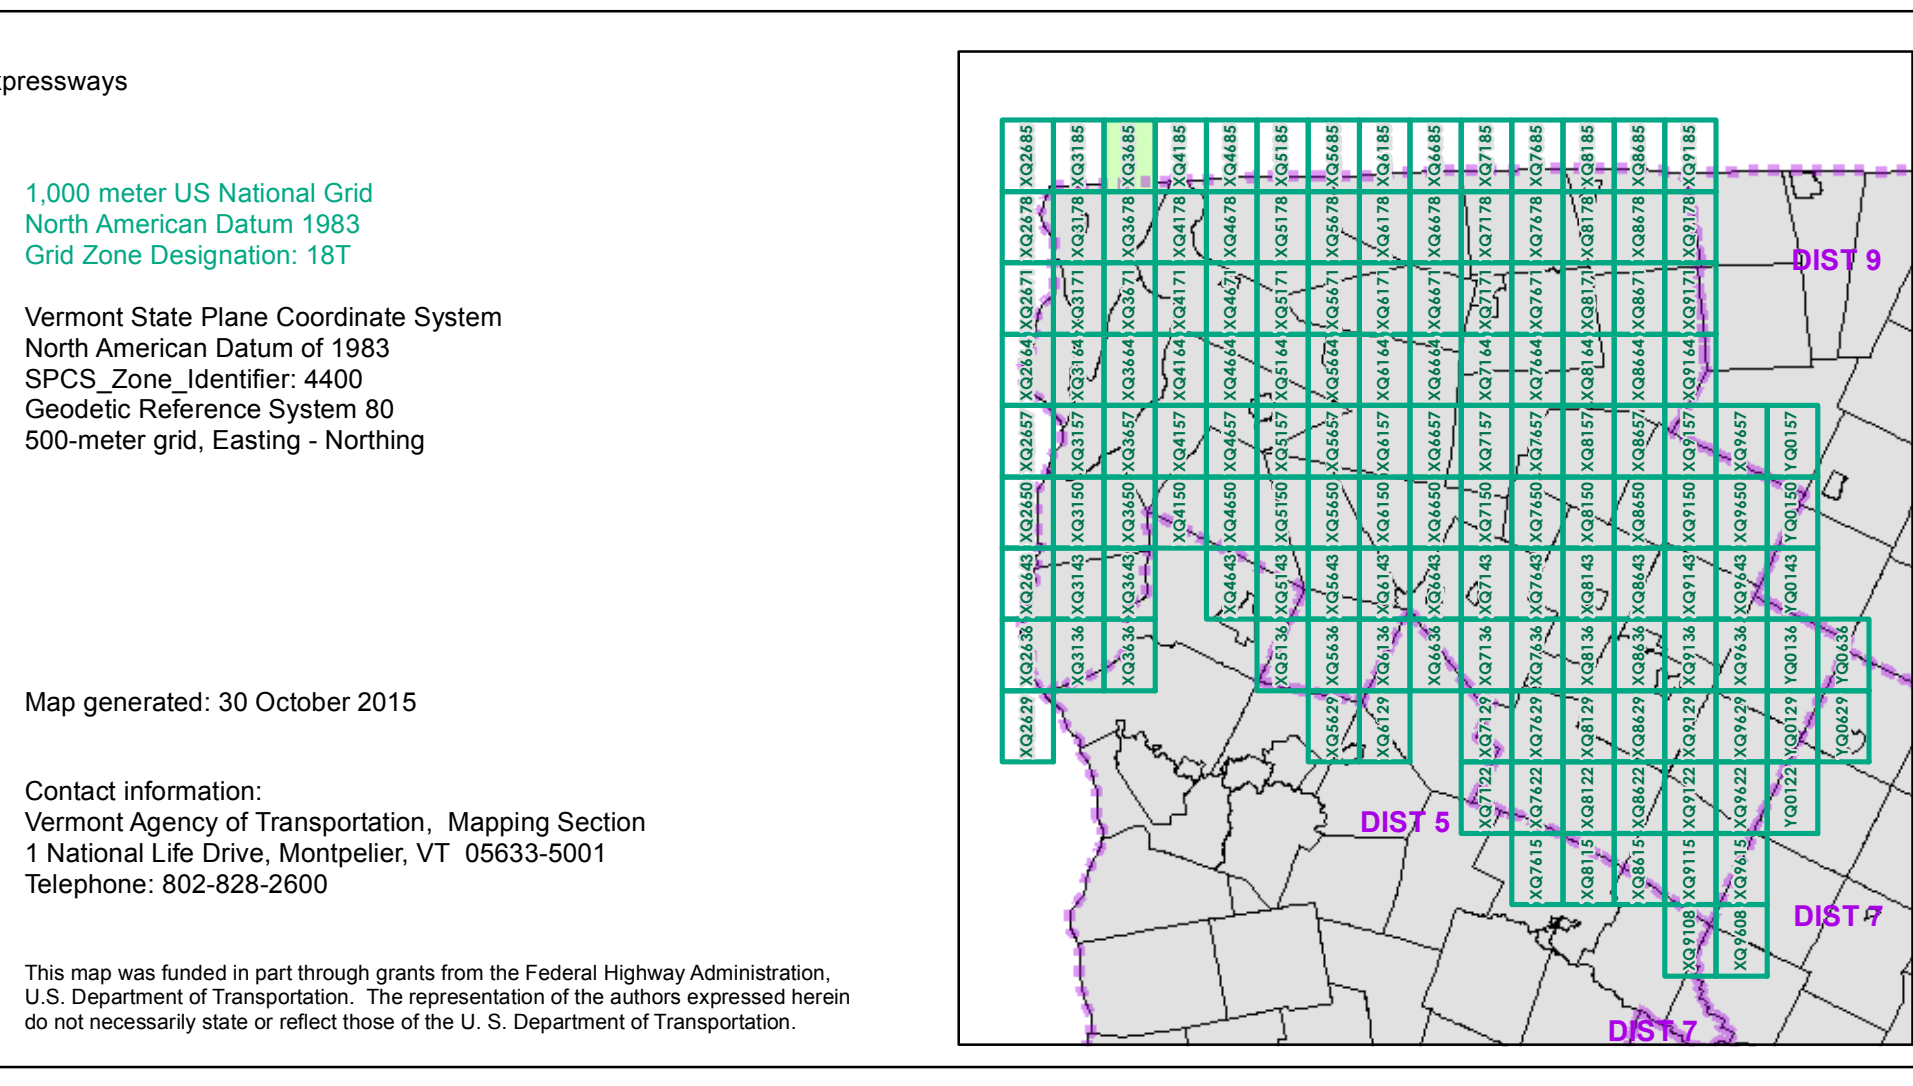 xpressways
1,000 meter US National Grid
North American Datum 1983
Grid Zone Designation: 18T
Vermont State Plane Coordinate System
North American Datum of 1983
SPCS_Zone_Identifier: 4400
Geodetic Reference System 80
500-meter grid, Easting - Northing
Map generated: 30 October 2015
Contact information:
Vermont Agency of Transportation, Mapping Section
1 National Life Drive, Montpelier, VT 05633-5001
Telephone: 802-828-2600
This map was funded in part through grants from the Federal Highway Administration,
U.S. Department of Transportation. The representation of the authors expressed herein
do not necessarily state or reflect those of the U. S. Department of Transportation.
XQ2685 XQ3185 XQ3685 XQ4185 XQ4685 XQ5185 XQ5685 XQ6185 XQ6685 XQ7185 XQ7685 XQ8185 XQ8685 XQ9185
XQ2678 XQ3178 XQ3678 XQ4178 XQ4678 XQ5178 XQ5678 XQ6178 XQ6678 XQ7178 XQ7678 XQ8178 XQ8678 XQ9178
DIST 9
XQ2671 XQ3171 XQ3671 XQ4171 XQ4671 XQ5171 XQ5671 XQ6171 XQ6671 XQ7171 XQ7671 XQ8171 XQ8671 XQ9171
XQ2664 XQ3164 XQ3664 XQ4164 XQ4664 XQ5164 XQ5664 XQ6164 XQ6664 XQ7164 XQ7664 XQ8164 XQ8664 XQ9164
XQ2657 XQ3157 XQ3657 XQ4157 XQ4657 XQ5157 XQ5657 XQ6157 XQ6657 XQ7157 XQ7657 XQ8157 XQ8657 XQ9157 XQ9657 YQ0157
XQ2650 XQ3150 XQ3650 XQ4150 XQ4650 XQ5150 XQ5650 XQ6150 XQ6650 XQ7150 XQ7650 XQ8150 XQ8650 XQ9150 XQ9650 YQ0150
XQ2643 XQ3143 XQ3643 XQ4643 XQ5143 XQ5643 XQ6143 XQ6643 XQ7143 XQ7643 XQ8143 XQ8643 XQ9143 XQ9643 YQ0143
XQ2636 XQ3136 XQ3636 XQ5136 XQ5636 XQ6136 XQ6636 XQ7136 XQ7636 XQ8136 XQ8636 XQ9136 XQ9636 YQ0136 YQ0636
XQ2629 XQ5629 XQ6129 XQ7129 XQ7629 XQ8129 XQ8629 XQ9129 XQ9629 YQ0129 YQ0629
XQ7122 XQ7622 XQ8122 XQ8622 XQ9122 XQ9622 YQ0122
DIST 5
XQ7615 XQ8115 XQ8615 XQ9115 XQ9615
DIST 7
XQ9108 XQ9608
DIST 7